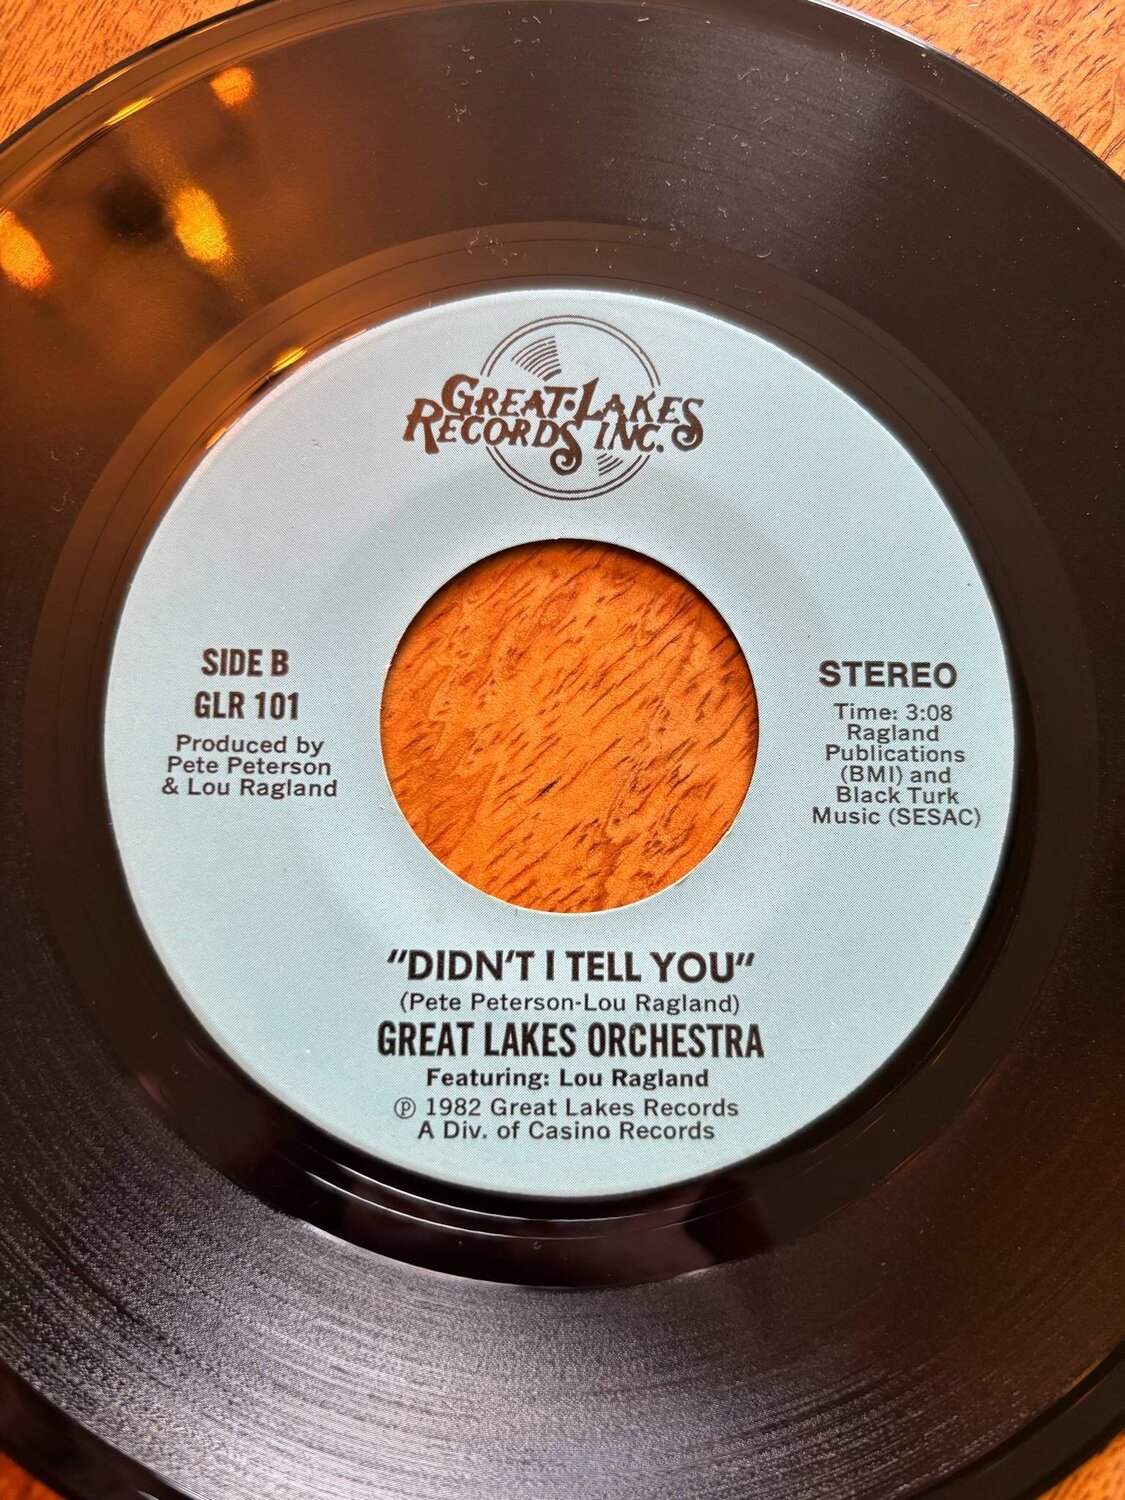 GREAT·LAKES
RECORDS INC.
SIDE B
GLR 101
Produced by
Pete Peterson
& Lou Ragland
STEREO
Time: 3:08
Ragland
Publications
(BMI) and
Black Turk
Music (SESAC)
"DIDN'T I TELL YOU"
(Pete Peterson-Lou Ragland)
GREAT LAKES ORCHESTRA
Featuring: Lou Ragland
℗ 1982 Great Lakes Records
A Div. of Casino Records